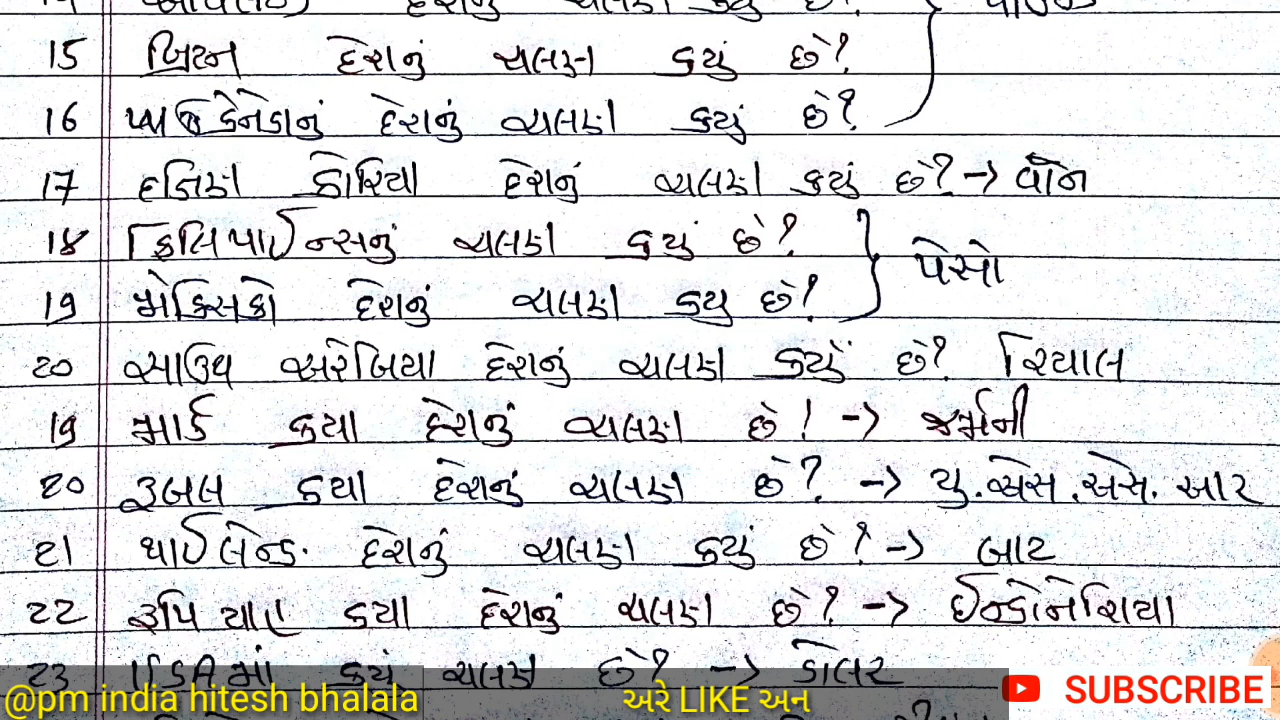 દેશનું ચલણ કયું છે?
15 બ્રિટન દેશનું ચલણ કયું છે?
16 કેનેડાનું દેશનું ચલણ કયું છે?
17 દક્ષિણ કોરિયા દેશનું ચલણ કયું છે? -> વોન
18 ફિલિપાઈન્સનું ચલણ કયું છે?
પેસો
19 મેક્સિકો દેશનું ચલણ કયુ છે?
20 સાઉથ અરેબિયા દેશનું ચલણ કર્યું છે? રિયાલ
19 માર્ક કયા દેશનું ચલણ છે! -> જર્મની
20 રૂબલ કયા દેશનું ચલણ છે? -> યુ.એસ.એસ.આર
21 થાઈલેન્ડ દેશનું ચલણ કયું છે? -> બાટ
22 રૂપિયાહ કયા દેશનું ચલણ છે? -> ઈન્ડોનેશિયા
23 કયું ચલણ છે? -> ડોલર
@pm india hitesh bhalala અરે LIKE અન SUBSCRIBE